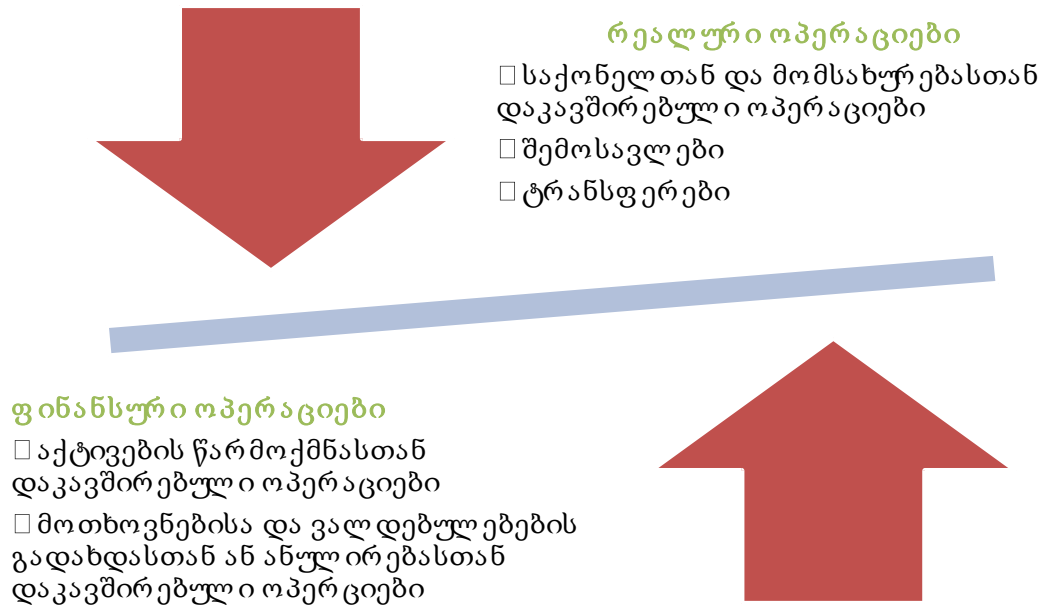 რეალური ოპერაციები
□ საქონელთან და მომსახურებასთან
დაკავშირებული ოპერაციები
□ შემოსავლები
□ ტრანსფერები
ფინანსური ოპერაციები
□ აქტივების წარმოქმნასთან
დაკავშირებული ოპერაციები
□ მოთხოვნებისა და ვალდებულებების
გადახდასთან ან ანულირებასთან
დაკავშირებული ოპერციები